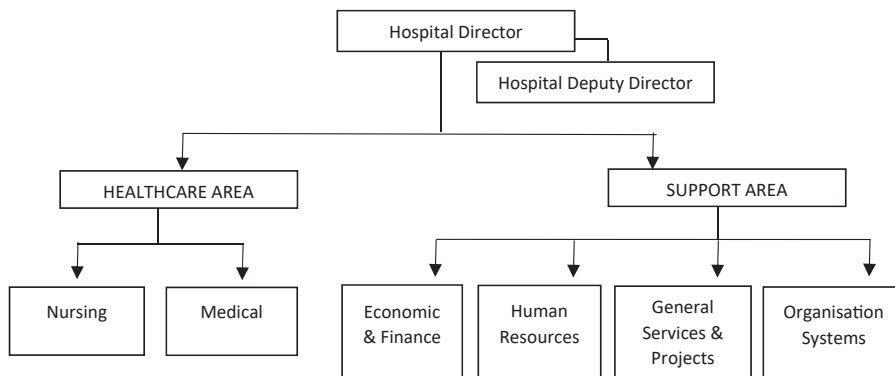 Hospital Director
Hospital Deputy Director
HEALTHCARE AREA
SUPPORT AREA
Nursing
Medical
Economic
& Finance
Human
Resources
General
Services &
Projects
Organisation
Systems